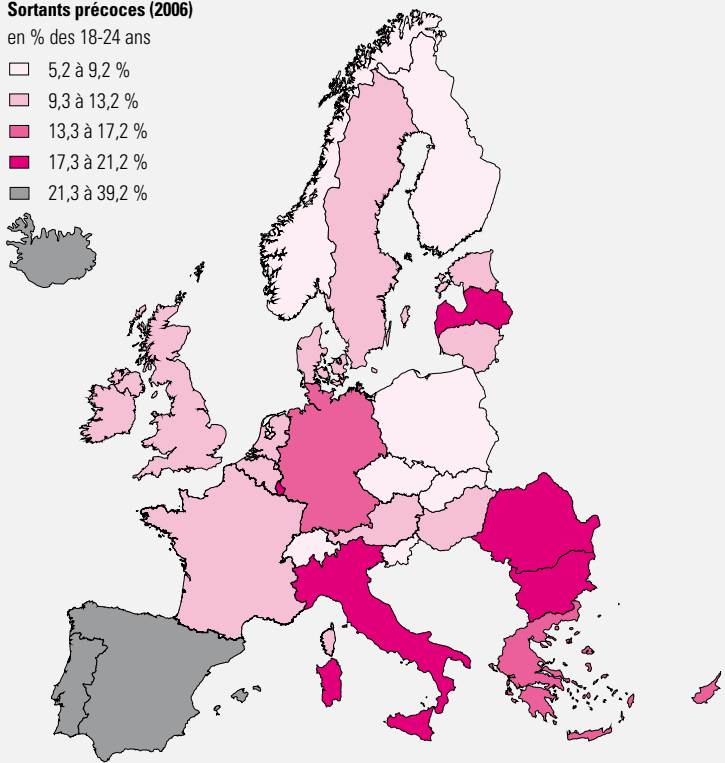 Sortants précoces (2006)
en % des 18-24 ans
5,2 à 9,2 %
9,3 à 13,2 %
13,3 à 17,2 %
17,3 à 21,2 %
21,3 à 39,2 %